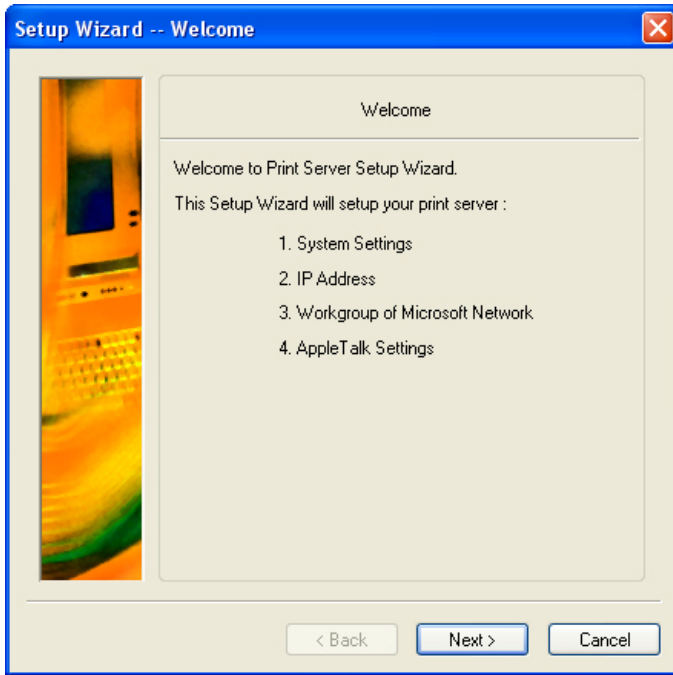 Setup Wizard -- Welcome
Welcome
Welcome to Print Server Setup Wizard.
This Setup Wizard will setup your print server :
1. System Settings
2. IP Address
3. Workgroup of Microsoft Network
4. AppleTalk Settings
< Back
Next >
Cancel